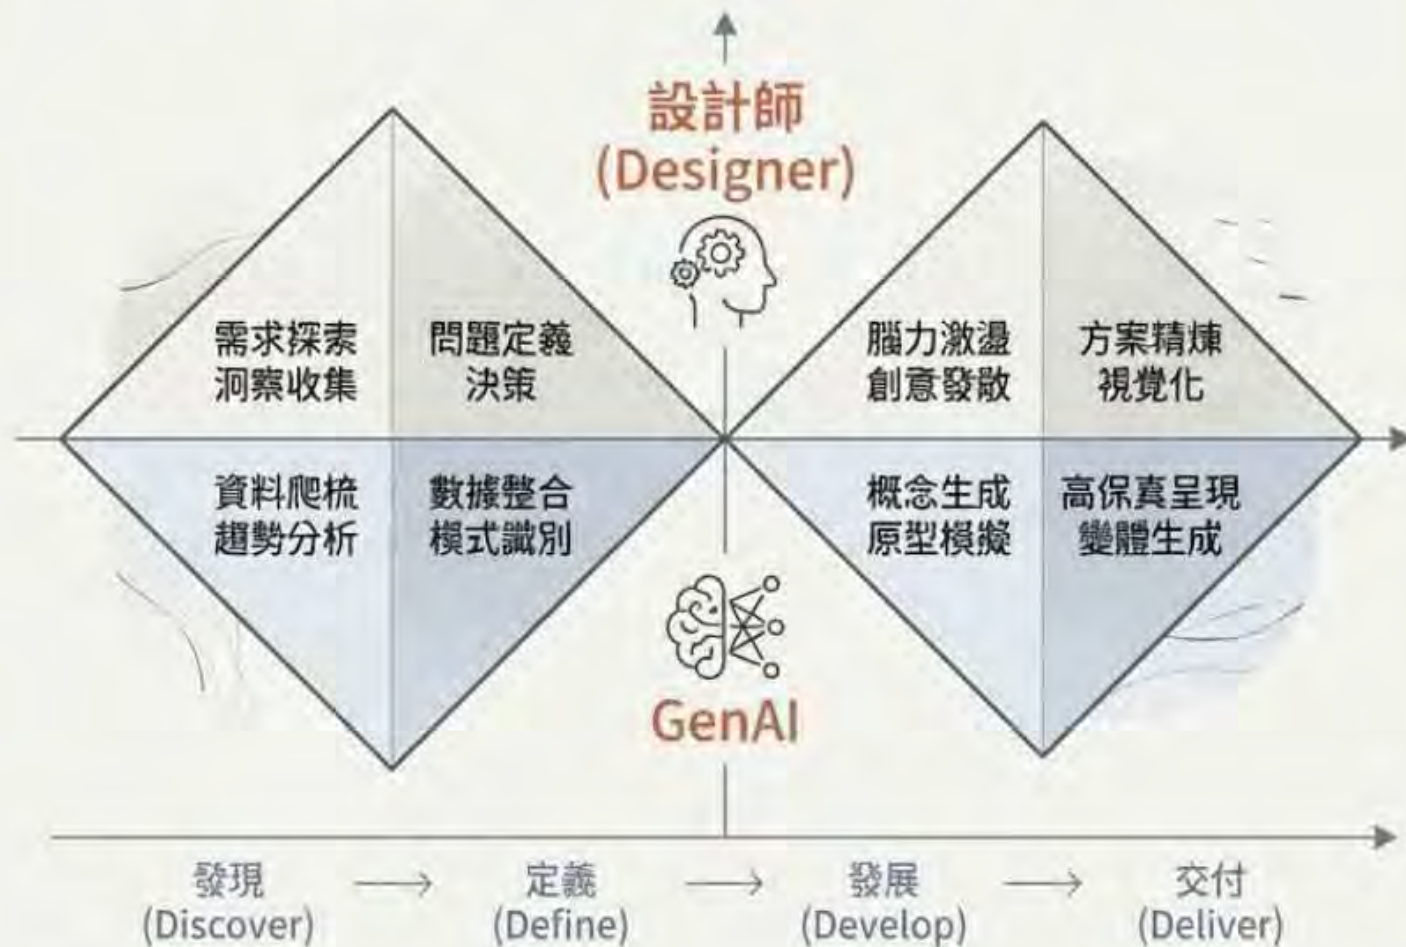 設計師
(Designer)
需求探索
洞察收集
問題定義
決策
腦力激盪
創意發散
方案精煉
視覺化
資料爬梳
趨勢分析
數據整合
模式識別
概念生成
原型模擬
高保真呈現
變體生成
GenAI
發現
(Discover)
定義
(Define)
發展
(Develop)
交付
(Deliver)